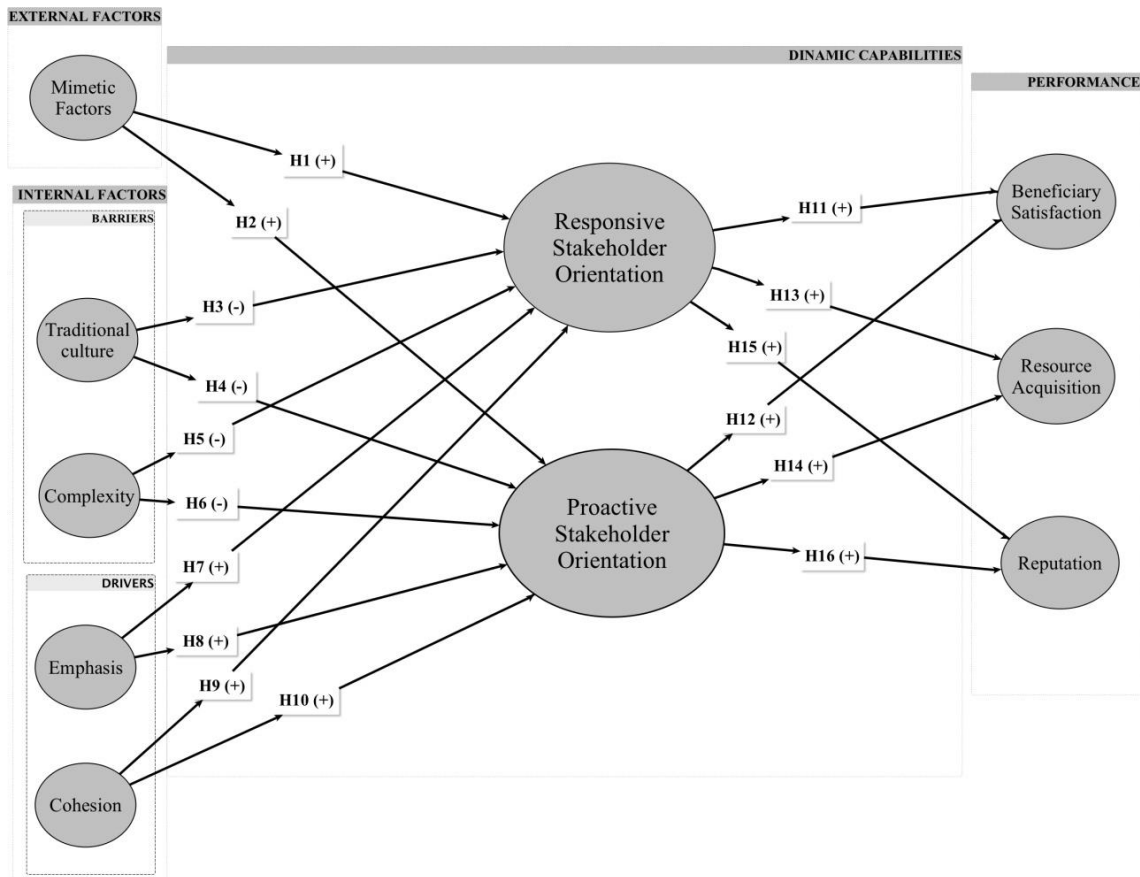 EXTERNAL FACTORS
Mimetic
Factors
INTERNAL FACTORS
BARRIERS
Traditional
culture
Complexity
DRIVERS
Emphasis
Cohesion
DINAMIC CAPABILITIES
H1 (+)
H2 (+)
H3 (-)
H4 (-)
H5 (-)
H6 (-)
H7 (+)
H8 (+)
H9 (+)
H10 (+)
Responsive
Stakeholder
Orientation
Proactive
Stakeholder
Orientation
H11 (+)
H13 (+)
H15 (+)
H12 (+)
H14 (+)
H16 (+)
PERFORMANCE
Beneficiary
Satisfaction
Resource
Acquisition
Reputation